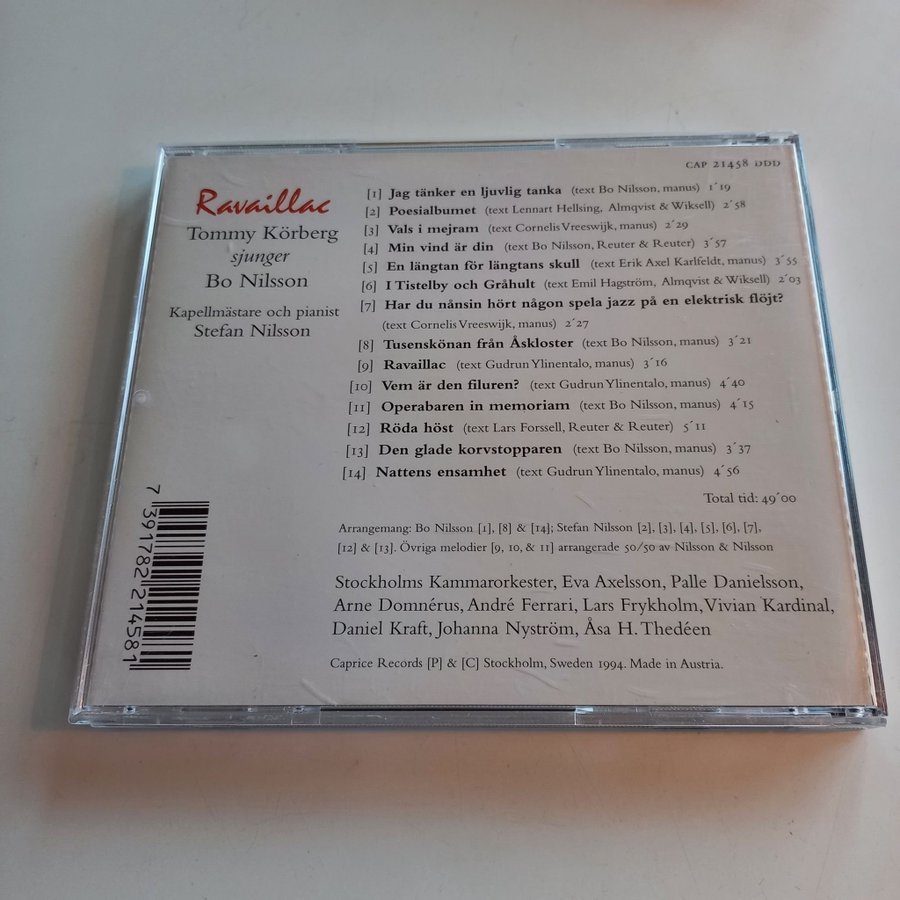 CAP 21458 DDD
Ravaillac
Tommy Körberg
sjunger
Bo Nilsson
Kapellmästare och pianist
Stefan Nilsson
[1] Jag tänker en ljuvlig tanka (text Bo Nilsson, manus) 1´19
[2] Poesialbumet (text Lennart Hellsing, Almqvist & Wiksell) 2´58
[3] Vals i mejram (text Cornelis Vreeswijk, manus) 2´29
[4] Min vind är din (text Bo Nilsson, Reuter & Reuter) 3´57
[5] En längtan för längtans skull (text Erik Axel Karlfeldt, manus) 3´55
[6] I Tistelby och Gråhult (text Emil Hagström, Almqvist & Wiksell) 2´03
[7] Har du nånsin hört någon spela jazz på en elektrisk flöjt?
(text Cornelis Vreeswijk, manus) 2´27
[8] Tusenskönan från Åskloster (text Bo Nilsson, manus) 3´21
[9] Ravaillac (text Gudrun Ylinentalo, manus) 3´16
[10] Vem är den filuren? (text Gudrun Ylinentalo, manus) 4´40
[11] Operabaren in memoriam (text Bo Nilsson, manus) 4´15
[12] Röda höst (text Lars Forssell, Reuter & Reuter) 5´11
[13] Den glade korvstopparen (text Bo Nilsson, manus) 3´37
[14] Nattens ensamhet (text Gudrun Ylinentalo, manus) 4´56
Total tid: 49´00
Arrangemang: Bo Nilsson [1], [8] & [14]; Stefan Nilsson [2], [3], [4], [5], [6], [7],
[12] & [13]. Övriga melodier [9, 10, & 11] arrangerade 50/50 av Nilsson & Nilsson
Stockholms Kammarorkester, Eva Axelsson, Palle Danielsson,
Arne Domnérus, André Ferrari, Lars Frykholm, Vivian Kardinal,
Daniel Kraft, Johanna Nyström, Åsa H. Thedéen
Caprice Records [P] & [C] Stockholm, Sweden 1994. Made in Austria.
7 391782 214581